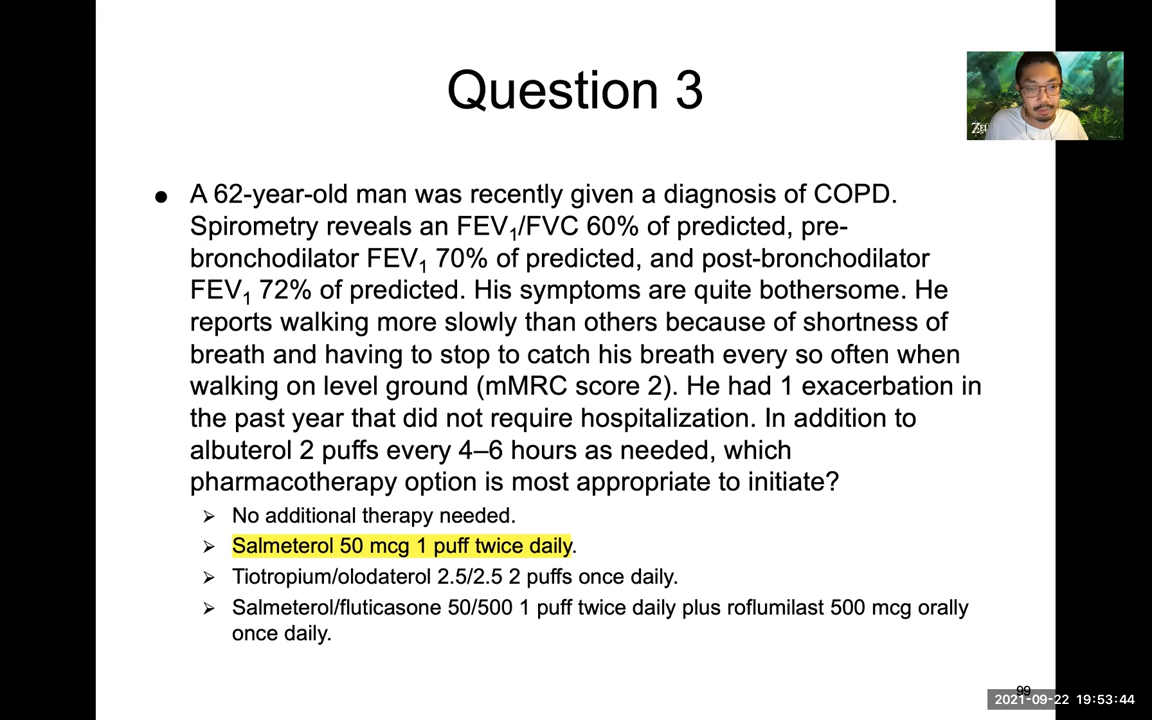 Question 3
● A 62-year-old man was recently given a diagnosis of COPD.
Spirometry reveals an FEV1/FVC 60% of predicted, pre-
bronchodilator FEV1 70% of predicted, and post-bronchodilator
FEV1 72% of predicted. His symptoms are quite bothersome. He
reports walking more slowly than others because of shortness of
breath and having to stop to catch his breath every so often when
walking on level ground (mMRC score 2). He had 1 exacerbation in
the past year that did not require hospitalization. In addition to
albuterol 2 puffs every 4–6 hours as needed, which
pharmacotherapy option is most appropriate to initiate?
➢ No additional therapy needed.
➢ Salmeterol 50 mcg 1 puff twice daily.
➢ Tiotropium/olodaterol 2.5/2.5 2 puffs once daily.
➢ Salmeterol/fluticasone 50/500 1 puff twice daily plus roflumilast 500 mcg orally
once daily.
99
2021-09-22 19:53:44